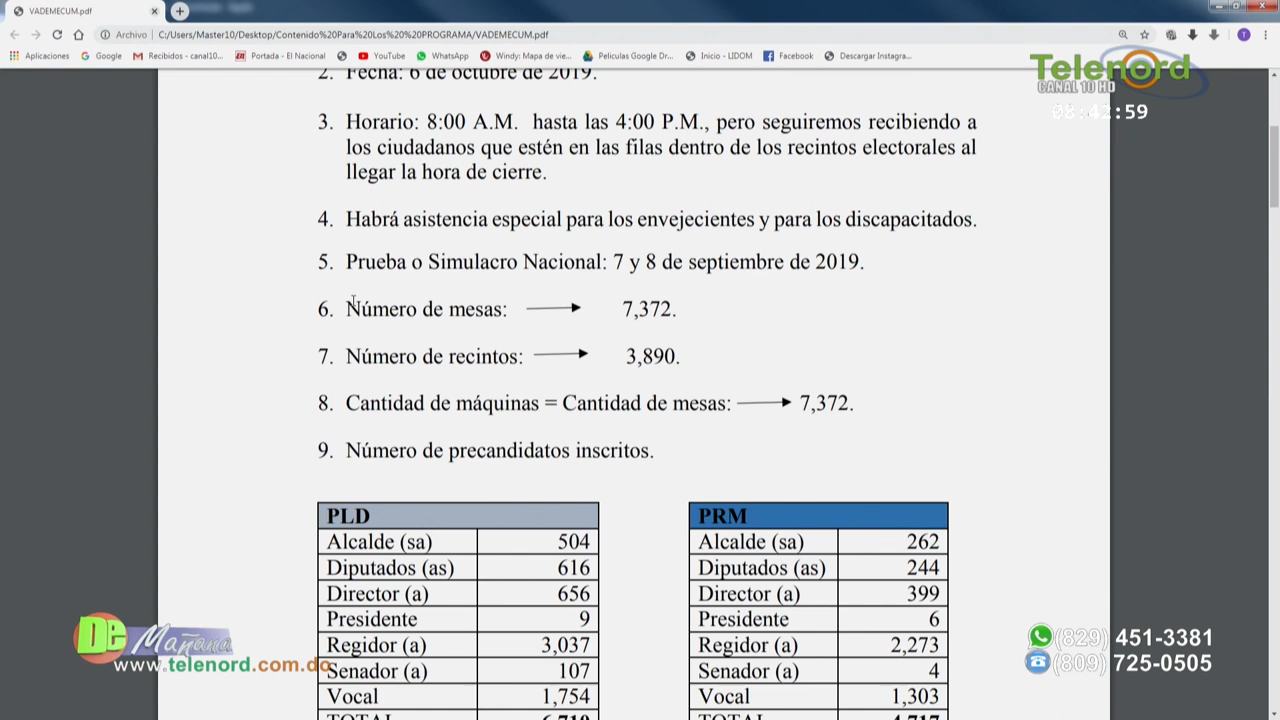 VADEMECUM.pdf
Archivo | C:/Users/Master10/Desktop/Contenido%20Para%20Los%20%20PROGRAMA/VADEMECUM.pdf
Aplicaciones Google Recibidos - canal10... Portada - El Nacional YouTube WhatsApp Windy: Mapa de vie... Peliculas Google Dr... Inicio - LIDOM Facebook Descargar Instagra...
Telenord
CANAL 10 HD
08:42:59
2. Fecha: 6 de octubre de 2019.
3. Horario: 8:00 A.M. hasta las 4:00 P.M., pero seguiremos recibiendo a
los ciudadanos que estén en las filas dentro de los recintos electorales al
llegar la hora de cierre.
4. Habrá asistencia especial para los envejecientes y para los discapacitados.
5. Prueba o Simulacro Nacional: 7 y 8 de septiembre de 2019.
6. Número de mesas: 7,372.
7. Número de recintos: 3,890.
8. Cantidad de máquinas = Cantidad de mesas: 7,372.
9. Número de precandidatos inscritos.
PLD
Alcalde (sa) 504
Diputados (as) 616
Director (a) 656
Presidente 9
Regidor (a) 3,037
Senador (a) 107
Vocal 1,754
TOTAL
PRM
Alcalde (sa) 262
Diputados (as) 244
Director (a) 399
Presidente 6
Regidor (a) 2,273
Senador (a) 4
Vocal 1,303
TOTAL 4,717
De Mañana
www.telenord.com.do
(829) 451-3381
(809) 725-0505